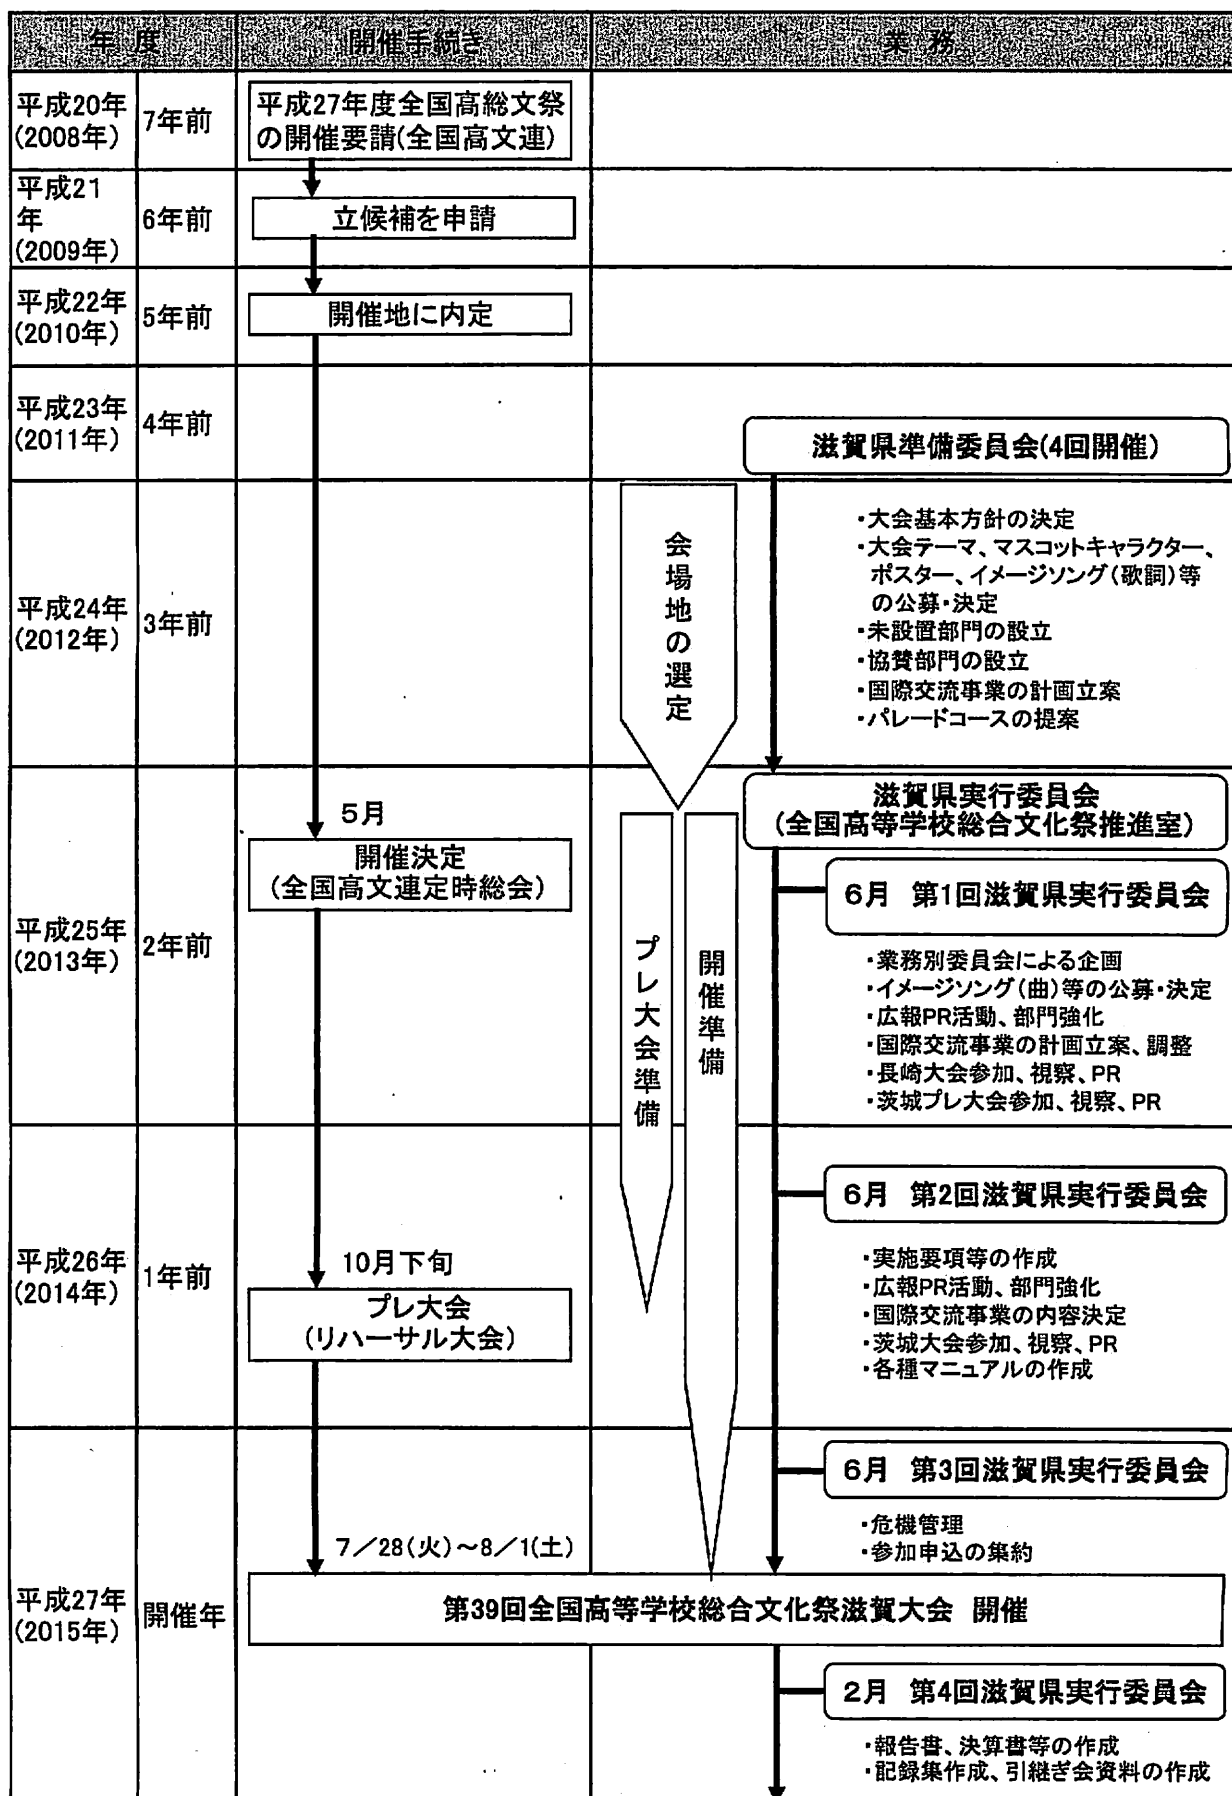 年度
開催手続き
業務
平成20年
(2008年)
7年前
平成27年度全国高総文祭
の開催要請(全国高文連)
平成21
年
(2009年)
6年前
立候補を申請
平成22年
(2010年)
5年前
開催地に内定
平成23年
(2011年)
4年前
滋賀県準備委員会(4回開催)
平成24年
(2012年)
3年前
会場地の選定
・大会基本方針の決定
・大会テーマ、マスコットキャラクター、
ポスター、イメージソング(歌詞)等
の公募・決定
・未設置部門の設立
・協賛部門の設立
・国際交流事業の計画立案
・パレードコースの提案
平成25年
(2013年)
2年前
5月
開催決定
(全国高文連定時総会)
プレ大会準備
開催準備
滋賀県実行委員会
(全国高等学校総合文化祭推進室)
6月 第1回滋賀県実行委員会
・業務別委員会による企画
・イメージソング(曲)等の公募・決定
・広報PR活動、部門強化
・国際交流事業の計画立案、調整
・長崎大会参加、視察、PR
・茨城プレ大会参加、視察、PR
平成26年
(2014年)
1年前
10月下旬
プレ大会
(リハーサル大会)
6月 第2回滋賀県実行委員会
・実施要項等の作成
・広報PR活動、部門強化
・国際交流事業の内容決定
・茨城大会参加、視察、PR
・各種マニュアルの作成
平成27年
(2015年)
開催年
6月 第3回滋賀県実行委員会
・危機管理
・参加申込の集約
7/28(火)~8/1(土)
第39回全国高等学校総合文化祭滋賀大会 開催
2月 第4回滋賀県実行委員会
・報告書、決算書等の作成
・記録集作成、引継ぎ会資料の作成